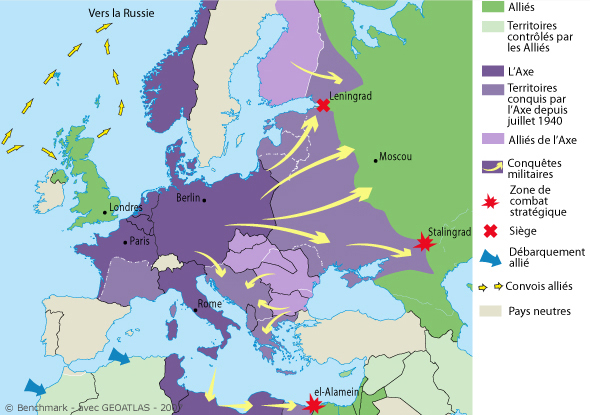 Vers la Russie
Leningrad
Moscou
Berlin
Londres
Stalingrad
Paris
Rome
el-Alamein
© Benchmark - avec GEOATLAS - 20
Alliés
Territoires
contrôlés par
les Alliés
L'Axe
Territoires
conquis par
l'Axe depuis
juillet 1940
Alliés de l'Axe
Conquêtes
militaires
Zone de
combat
stratégique
Siège
Débarquement
allié
Convois alliés
Pays neutres